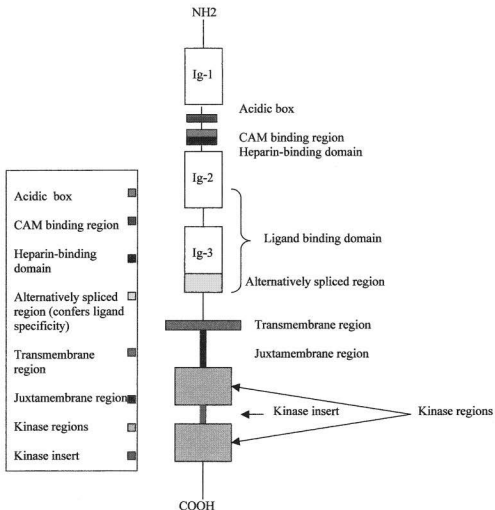 NH2
Ig-1
Acidic box
CAM binding region
Heparin-binding domain
Ig-2
Ligand binding domain
Ig-3
Alternatively spliced region
Transmembrane region
Juxtamembrane region
Kinase insert
Kinase regions
COOH
Acidic box
CAM binding region
Heparin-binding
domain
Alternatively spliced
region (confers ligand
specificity)
Transmembrane
region
Juxtamembrane region
Kinase regions
Kinase insert